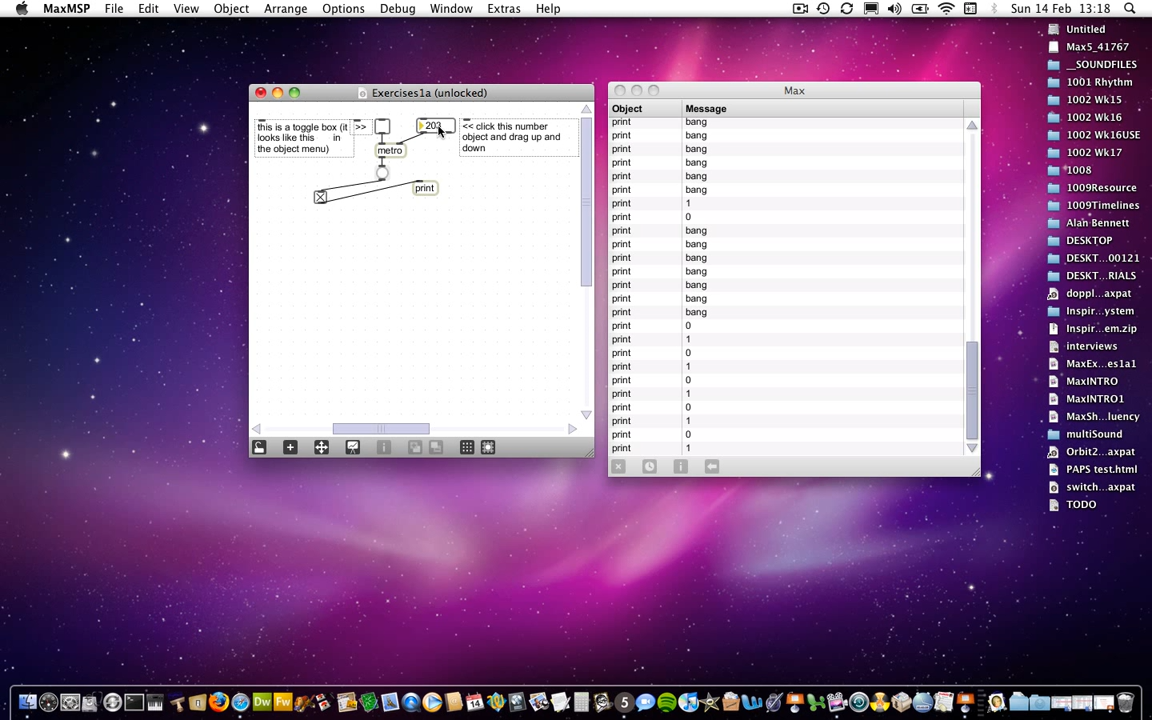 MaxMSP File Edit View Object Arrange Options Debug Window Extras Help Sun 14 Feb 13:18
Exercises1a (unlocked)
this is a toggle box (it
looks like this in
the object menu)
>>
203
<< click this number
object and drag up and
down
metro
print
Max
Object Message
print bang
print bang
print bang
print bang
print bang
print bang
print 1
print 0
print bang
print bang
print bang
print bang
print bang
print bang
print bang
print 0
print 1
print 0
print 1
print 0
print 1
print 0
print 1
print 0
print 1
Untitled
Max5_41767
__SOUNDFILES
1001 Rhythm
1002 Wk15
1002 Wk16
1002 Wk16USE
1002 Wk17
1008
1009Resource
1009Timelines
Alan Bennett
DESKTOP
DESKT...00121
DESKT...RIALS
doppl...axpat
Inspir...ystem
Inspir...em.zip
interviews
MaxEx...es1a1
MaxINTRO
MaxINTRO1
MaxSh...luency
multiSound
Orbit2...axpat
PAPS test.html
switch...axpat
TODO
Dw Fw 14 5